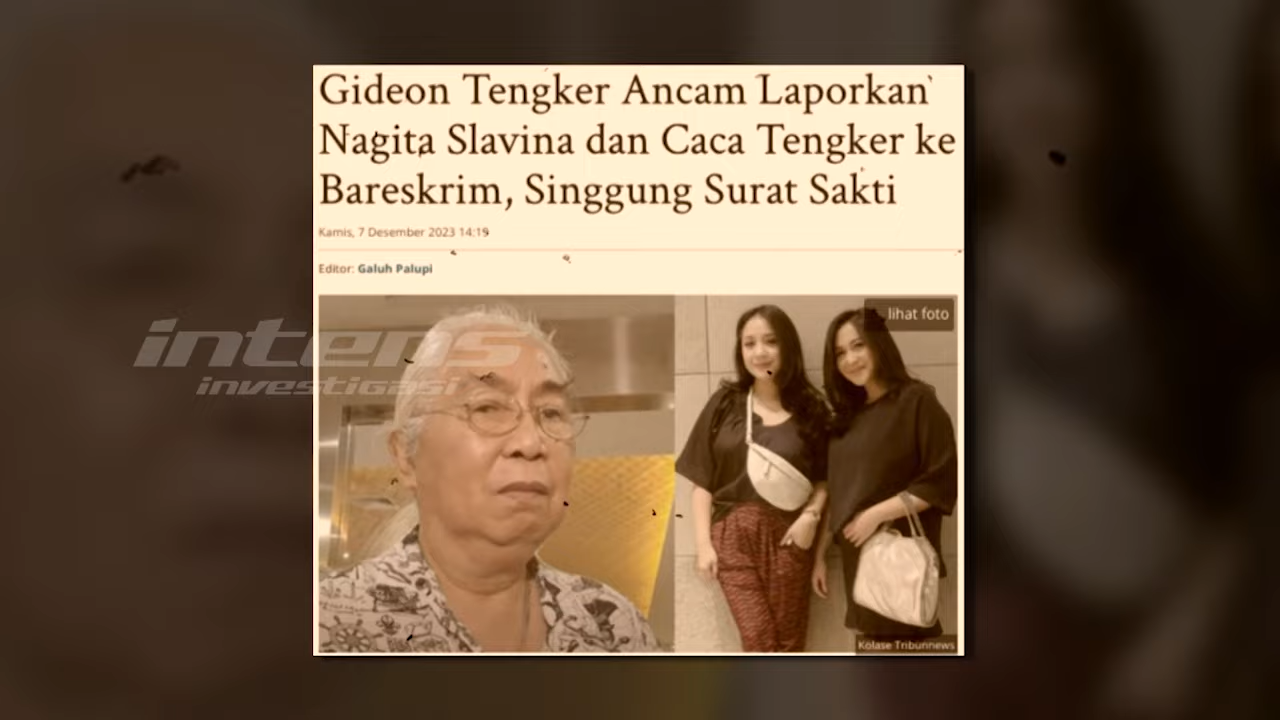 Gideon Tengker Ancam Laporkan
Nagita Slavina dan Caca Tengker ke
Bareskrim, Singgung Surat Sakti
Kamis, 7 Desember 2023 14:19
Editor: Galuh Palupi
lihat foto
intens
investigasi
Kolase Tribunnews